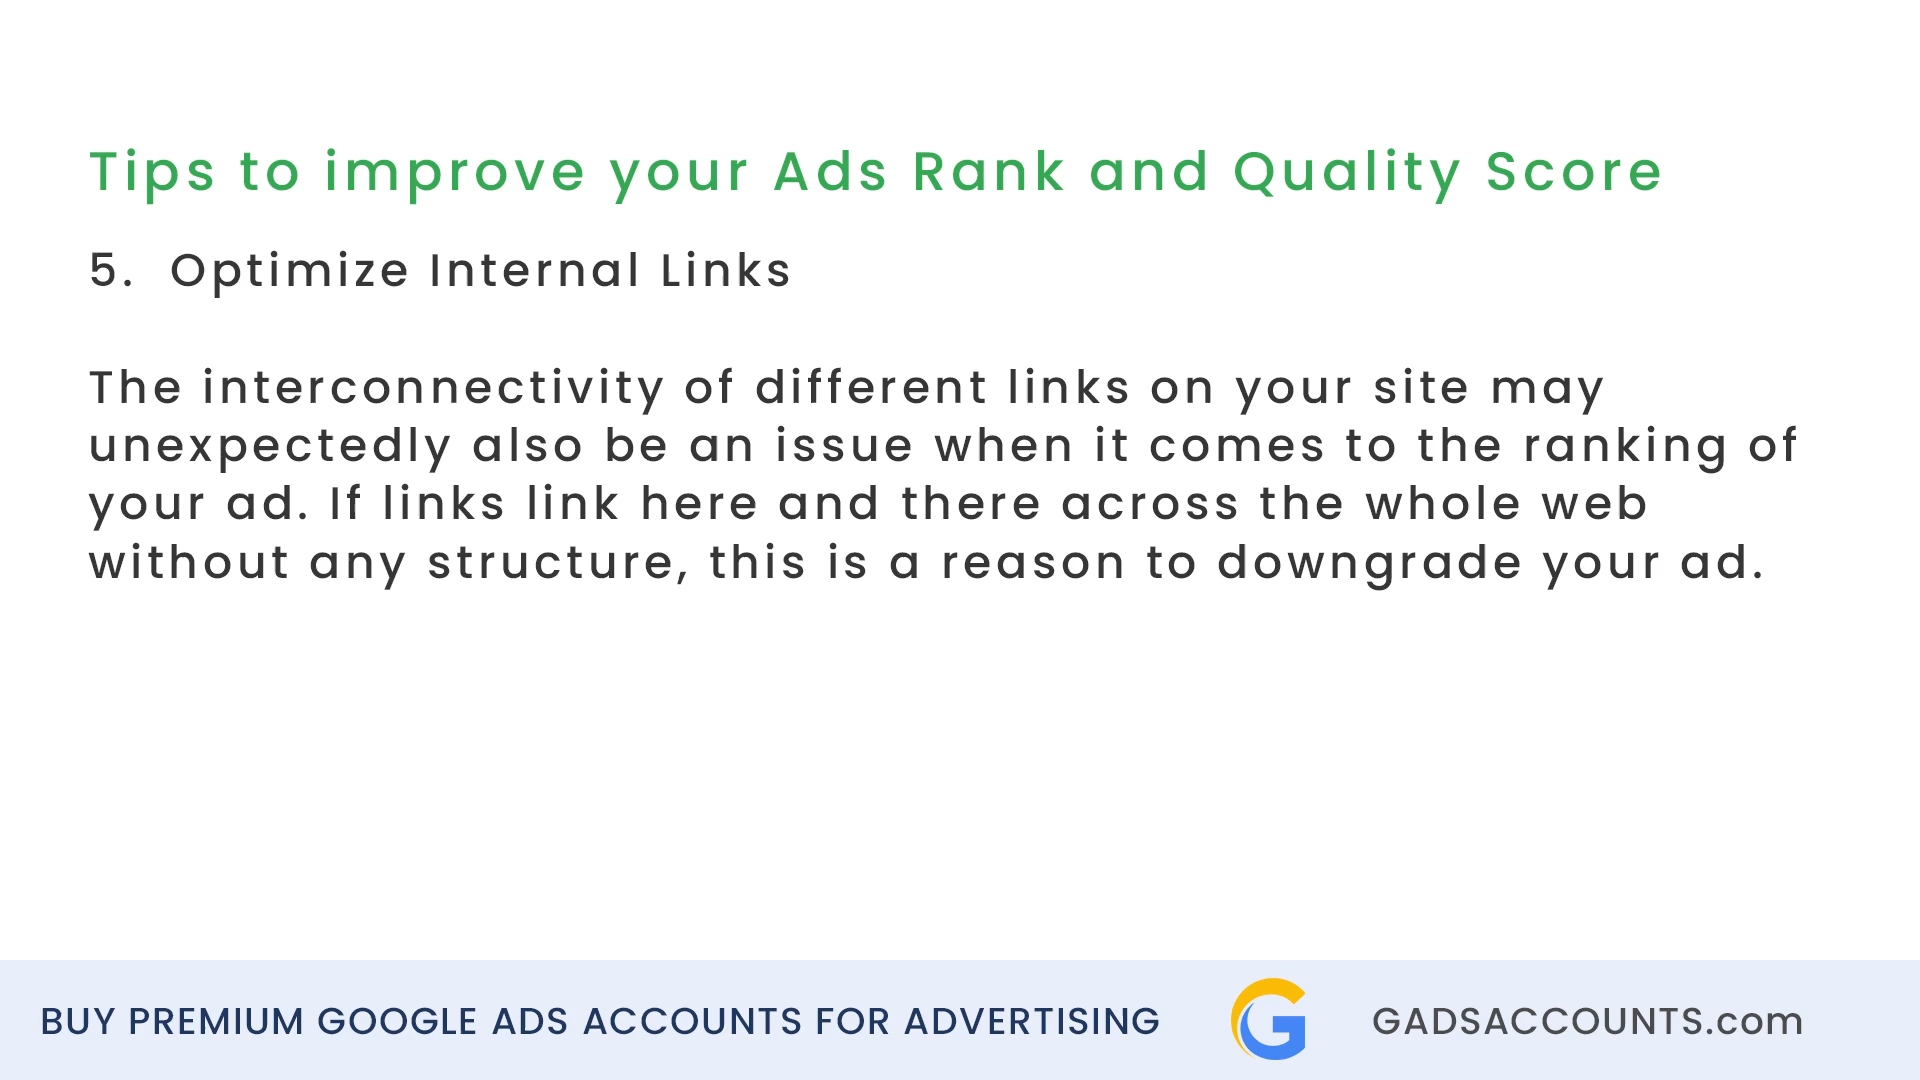 Tips to improve your Ads Rank and Quality Score
5. Optimize Internal Links
The interconnectivity of different links on your site may
unexpectedly also be an issue when it comes to the ranking of
your ad. If links link here and there across the whole web
without any structure, this is a reason to downgrade your ad.
BUY PREMIUM GOOGLE ADS ACCOUNTS FOR ADVERTISING
GADSACCOUNTS.com